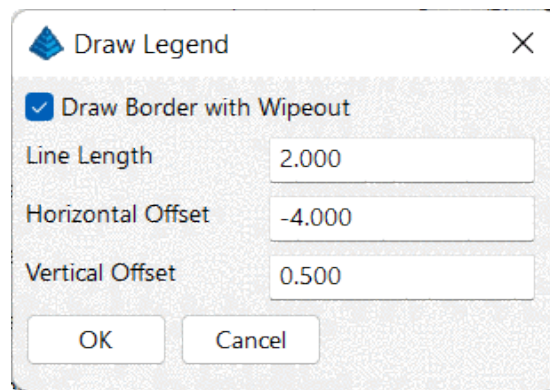 Draw Legend
Draw Border with Wipeout
Line Length 2.000
Horizontal Offset -4.000
Vertical Offset 0.500
OK Cancel